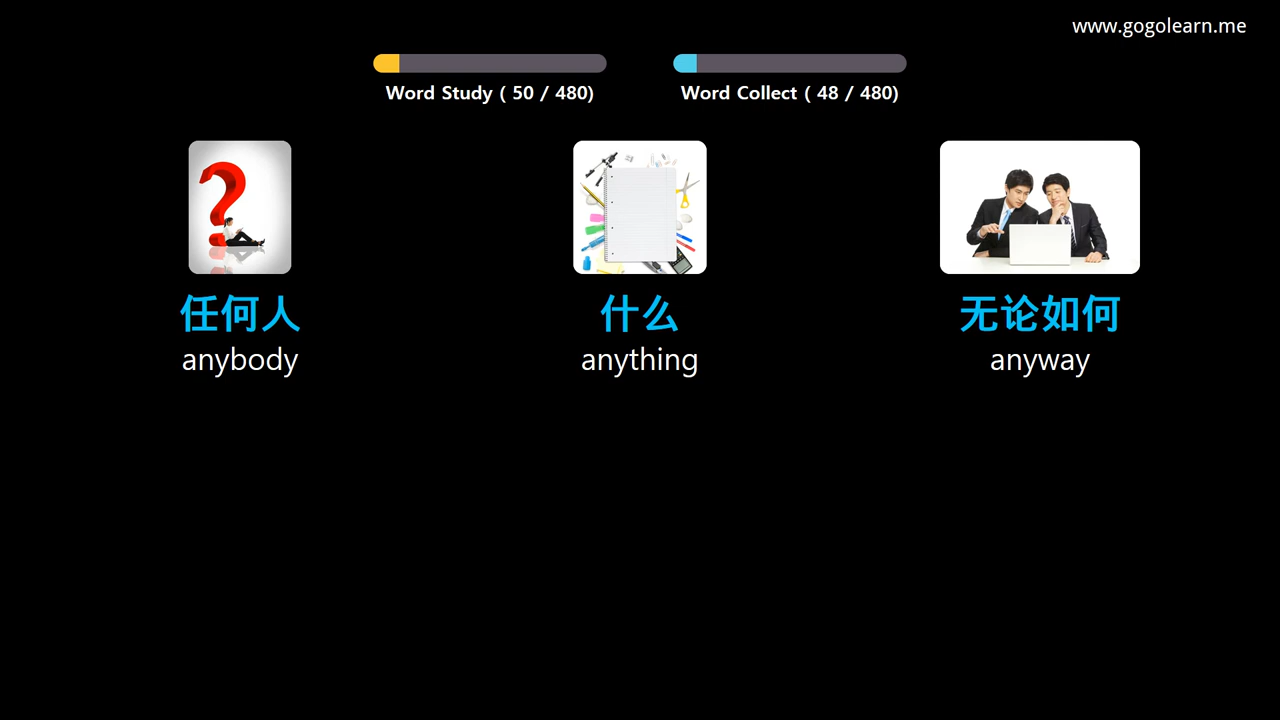 www.gogolearn.me
Word Study ( 50 / 480)
Word Collect ( 48 / 480)
任何人
什么
无论如何
anybody
anything
anyway